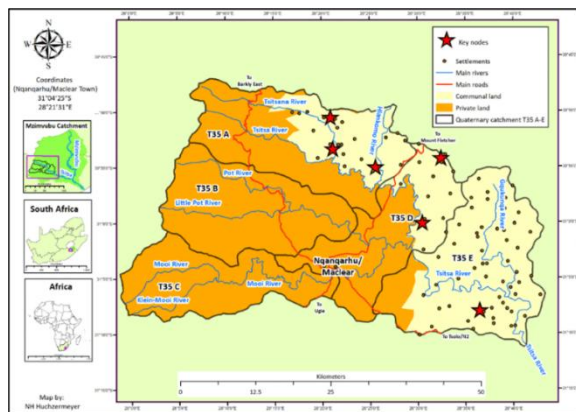 N
W
E
S
Coordinates
(Nqanqarhu/Maclear Town)
31°04'25"S
28°21'31"E
Mzimvubu Catchment
South Africa
Africa
Map by:
NH Huchzermeyer
Key nodes
Settlements
Main rivers
Main roads
Communal land
Private land
Quaternary catchment T35 A-E
To
Barkly East
Tsitsana River
Tsitsa River
T35 A
To
Mount Fletcher
Pot River
T35 B
Little Pot River
T35 D
Nqanqarhu/
Maclear
T35 E
Tsitsa River
Mooi River
T35 C
Mooi River
Klein-Mooi River
To
Ugie
Tsitsa River
Kilometers
0
12.5
25
50